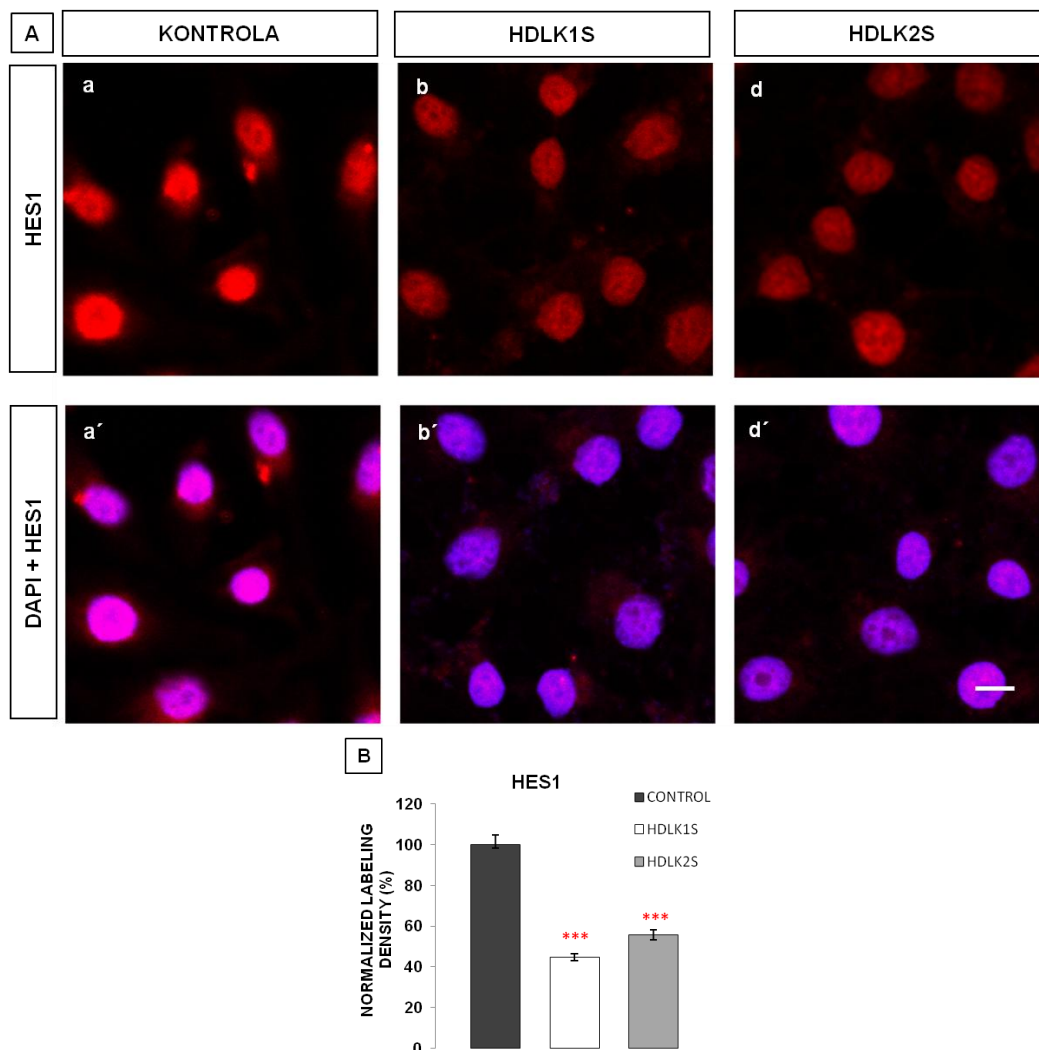 A
KONTROLA
HDLK1S
HDLK2S
HES1
a
b
d
DAPI + HES1
a´
b´
d´
B
HES1
NORMALIZED LABELING
DENSITY (%)
120
100
80
60
40
20
0
***
***
CONTROL
HDLK1S
HDLK2S